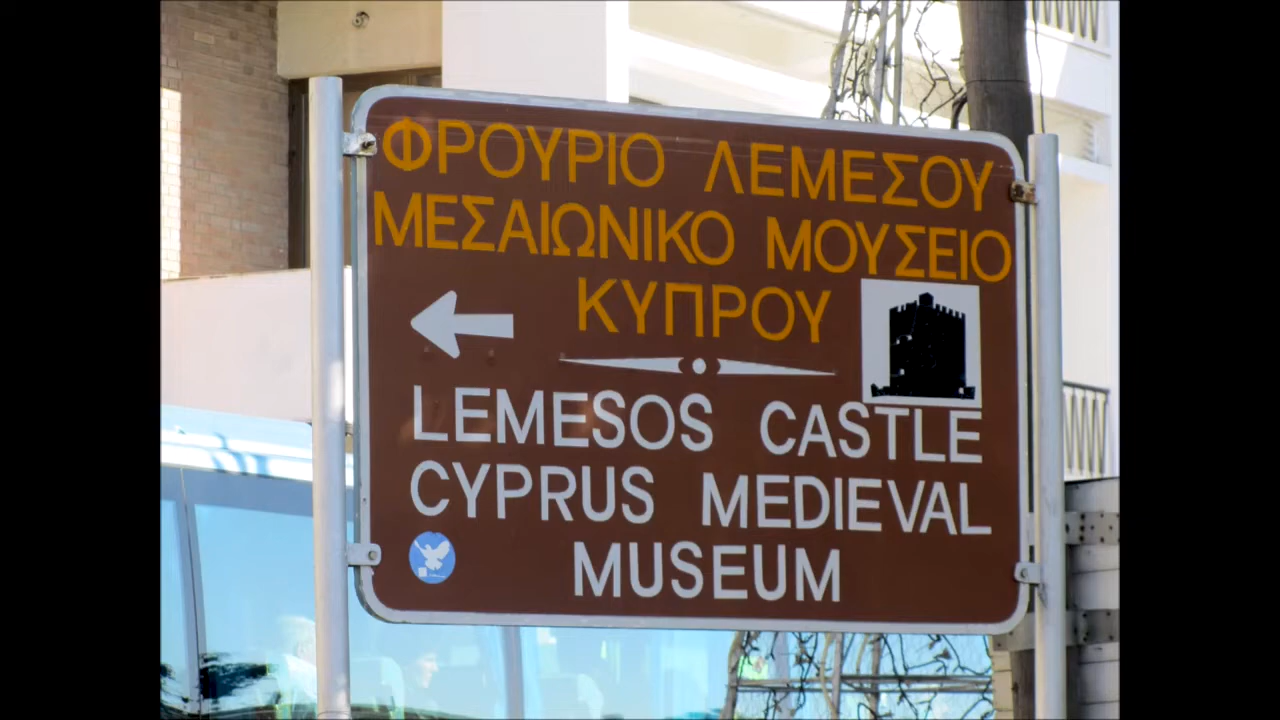 ΦΡΟΥΡΙΟ ΛΕΜΕΣΟΥ
ΜΕΣΑΙΩΝΙΚΟ ΜΟΥΣΕΙΟ
ΚΥΠΡΟΥ
LEMESOS CASTLE
CYPRUS MEDIEVAL
MUSEUM